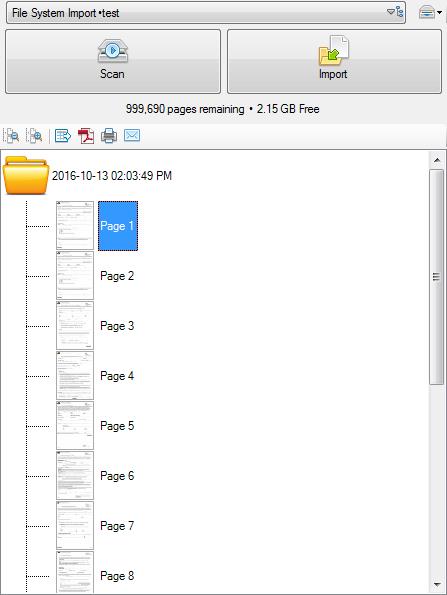 File System Import •test
Scan
Import
999,690 pages remaining • 2.15 GB Free
2016-10-13 02:03:49 PM
Page 1
Page 2
Page 3
Page 4
Page 5
Page 6
Page 7
Page 8